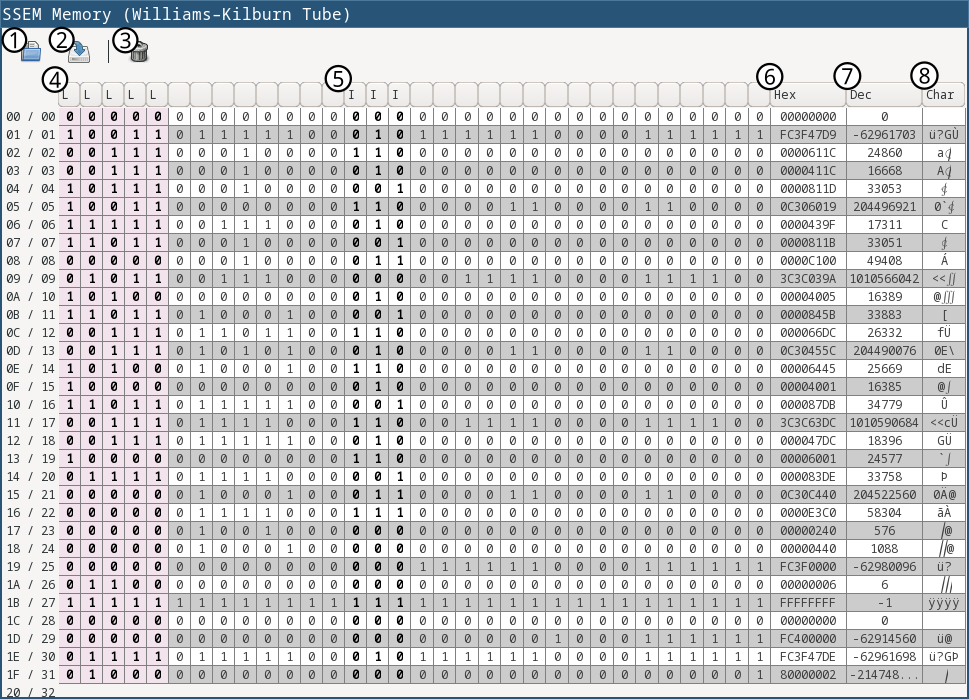 SSEM Memory (Williams-Kilburn Tube)
1 2 3
4 5 6 7 8
L L L L L I I I Hex Dec Char
00 / 00 0 0 0 0 0 0 0 0 0 0 0 0 0 0 0 0 0 0 0 0 0 0 0 0 0 0 0 0 0 0 0 0 00000000 0
01 / 01 1 0 0 1 1 0 1 1 1 1 1 0 0 0 1 0 1 1 1 1 1 1 0 0 0 0 1 1 1 1 1 1 FC3F47D9 -62961703 ü?GÙ
02 / 02 0 0 1 1 1 0 0 0 1 0 0 0 0 1 1 0 0 0 0 0 0 0 0 0 0 0 0 0 0 0 0 0 0000611C 24860 a
03 / 03 0 0 1 1 1 0 0 0 1 0 0 0 0 0 1 0 0 0 0 0 0 0 0 0 0 0 0 0 0 0 0 0 0000411C 16668 A
04 / 04 1 0 1 1 1 0 0 0 1 0 0 0 0 0 0 1 0 0 0 0 0 0 0 0 0 0 0 0 0 0 0 0 0000811D 33053
05 / 05 1 0 0 1 1 0 0 0 0 0 0 0 0 1 1 0 0 0 0 0 1 1 0 0 0 0 1 1 0 0 0 0 0C306019 204496921 0`
06 / 06 1 1 1 1 1 0 0 1 1 1 0 0 0 0 1 0 0 0 0 0 0 0 0 0 0 0 0 0 0 0 0 0 0000439F 17311 C
07 / 07 1 1 0 1 1 0 0 0 1 0 0 0 0 0 0 1 0 0 0 0 0 0 0 0 0 0 0 0 0 0 0 0 0000811B 33051
08 / 08 0 0 0 0 0 0 0 0 1 0 0 0 0 0 1 1 0 0 0 0 0 0 0 0 0 0 0 0 0 0 0 0 0000C100 49408 Á
09 / 09 0 1 0 1 1 0 0 1 1 1 0 0 0 0 0 0 0 0 1 1 1 1 0 0 0 0 1 1 1 1 0 0 3C3C039A 1010566042 <<
0A / 10 1 0 1 0 0 0 0 0 0 0 0 0 0 0 1 0 0 0 0 0 0 0 0 0 0 0 0 0 0 0 0 0 00004005 16389 @
0B / 11 1 1 0 1 1 0 1 0 0 0 1 0 0 0 0 1 0 0 0 0 0 0 0 0 0 0 0 0 0 0 0 0 0000845B 33883 [
0C / 12 0 0 1 1 1 0 1 1 0 1 1 0 0 1 1 0 0 0 0 0 0 0 0 0 0 0 0 0 0 0 0 0 000066DC 26332 fÜ
0D / 13 0 0 1 1 1 0 1 0 1 0 1 0 0 0 1 0 0 0 0 0 1 1 0 0 0 0 1 1 0 0 0 0 0C30455C 204490076 0E\
0E / 14 1 0 1 0 0 0 1 0 0 0 1 0 0 1 1 0 0 0 0 0 0 0 0 0 0 0 0 0 0 0 0 0 00006445 25669 dE
0F / 15 1 0 0 0 0 0 0 0 0 0 0 0 0 0 1 0 0 0 0 0 0 0 0 0 0 0 0 0 0 0 0 0 00004001 16385 @
10 / 16 1 1 0 1 1 0 1 1 1 1 1 0 0 0 0 1 0 0 0 0 0 0 0 0 0 0 0 0 0 0 0 0 000087DB 34779 Û
11 / 17 0 0 1 1 1 0 1 1 1 1 0 0 0 1 1 0 0 0 1 1 1 1 0 0 0 0 1 1 1 1 0 0 3C3C63DC 1010590684 <<cÜ
12 / 18 0 0 1 1 1 0 1 1 1 1 1 0 0 0 1 0 0 0 0 0 0 0 0 0 0 0 0 0 0 0 0 0 000047DC 18396 GÜ
13 / 19 1 0 0 0 0 0 0 0 0 0 0 0 0 1 1 0 0 0 0 0 0 0 0 0 0 0 0 0 0 0 0 0 00006001 24577 `
14 / 20 0 1 1 1 1 0 1 1 1 1 0 0 0 0 0 1 0 0 0 0 0 0 0 0 0 0 0 0 0 0 0 0 000083DE 33758 Þ
15 / 21 0 0 0 0 0 0 1 0 0 0 1 0 0 0 1 1 0 0 0 0 1 1 0 0 0 0 1 1 0 0 0 0 0C30C440 204522560 0Ä@
16 / 22 0 0 0 0 0 0 1 1 1 1 0 0 0 1 1 1 0 0 0 0 0 0 0 0 0 0 0 0 0 0 0 0 0000E3C0 58304 ãÀ
17 / 23 0 0 0 0 0 0 1 0 0 1 0 0 0 0 0 0 0 0 0 0 0 0 0 0 0 0 0 0 0 0 0 0 00000240 576 @
18 / 24 0 0 0 0 0 0 1 0 0 0 1 0 0 0 0 0 0 0 0 0 0 0 0 0 0 0 0 0 0 0 0 0 00000440 1088 @
19 / 25 0 0 0 0 0 0 0 0 0 0 0 0 0 0 0 0 1 1 1 1 1 1 0 0 0 0 1 1 1 1 1 1 FC3F0000 -62980096 ü?
1A / 26 0 1 1 0 0 0 0 0 0 0 0 0 0 0 0 0 0 0 0 0 0 0 0 0 0 0 0 0 0 0 0 0 00000006 6
1B / 27 1 1 1 1 1 1 1 1 1 1 1 1 1 1 1 1 1 1 1 1 1 1 1 1 1 1 1 1 1 1 1 1 FFFFFFFF -1 ÿÿÿÿ
1C / 28 0 0 0 0 0 0 0 0 0 0 0 0 0 0 0 0 0 0 0 0 0 0 0 0 0 0 0 0 0 0 0 0 00000000 0
1D / 29 0 0 0 0 0 0 0 0 0 0 0 0 0 0 0 0 0 0 0 0 0 0 1 0 0 0 1 1 1 1 1 1 FC400000 -62914560 ü@
1E / 30 0 1 1 1 1 0 1 1 1 1 1 0 0 0 1 0 1 1 1 1 1 1 0 0 0 0 1 1 1 1 1 1 FC3F47DE -62961698 ü?GÞ
1F / 31 0 1 0 0 0 0 0 0 0 0 0 0 0 0 0 0 0 0 0 0 0 0 0 0 0 0 0 0 0 0 0 1 80000002 -214748...
20 / 32